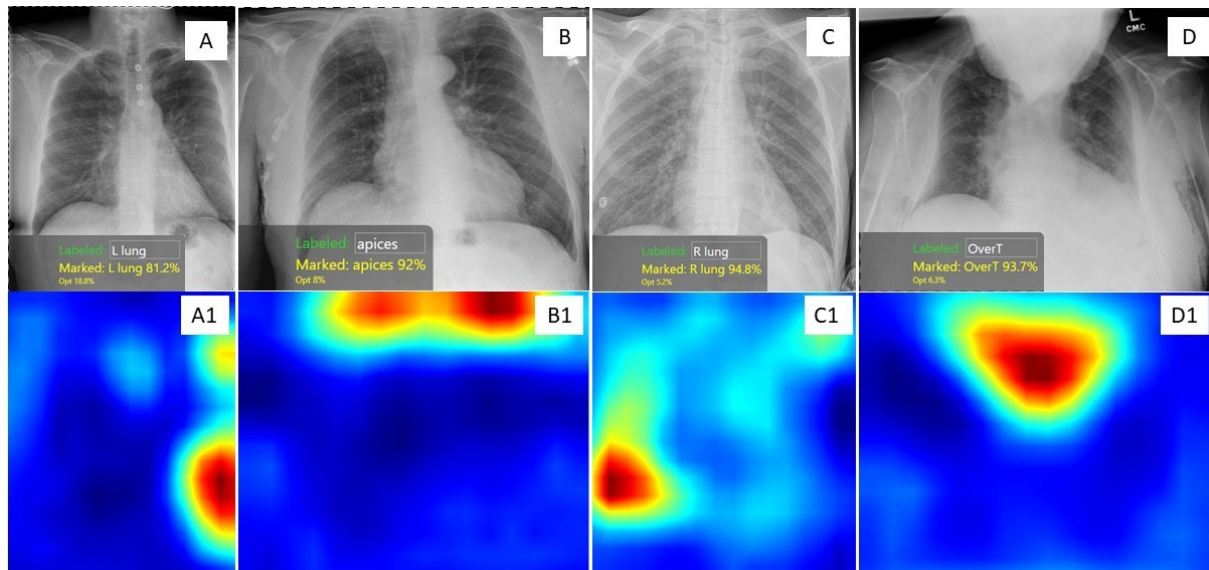 A
Labeled: L lung
Marked: L lung 81.2%
Opt 18.8%
B
Labeled: apices
Marked: apices 92%
Opt 8%
C
Labeled: R lung
Marked: R lung 94.8%
Opt 5.2%
L
CMC
D
Labeled: OverT
Marked: OverT 93.7%
Opt 6.3%
A1
B1
C1
D1